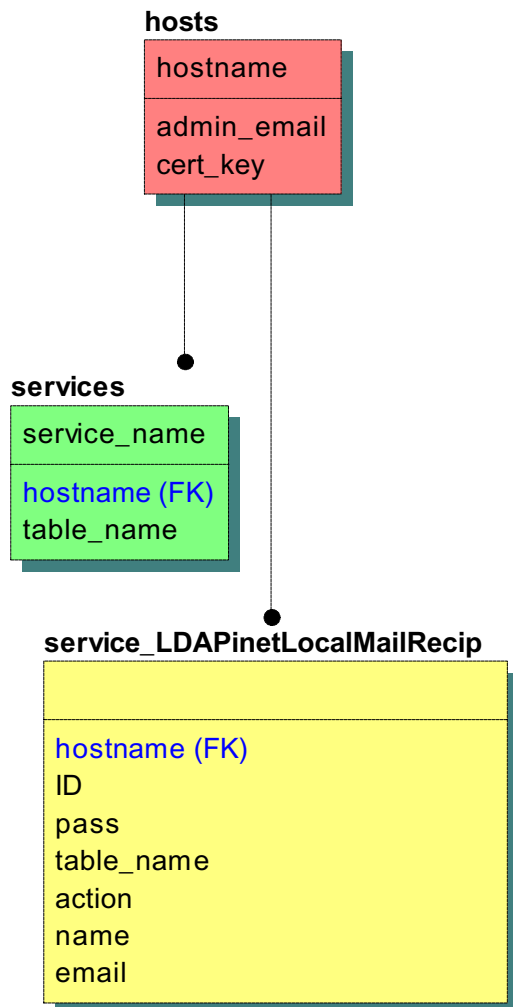 hosts
hostname
admin_email
cert_key
services
service_name
hostname (FK)
table_name
service_LDAPinetLocalMailRecip
hostname (FK)
ID
pass
table_name
action
name
email